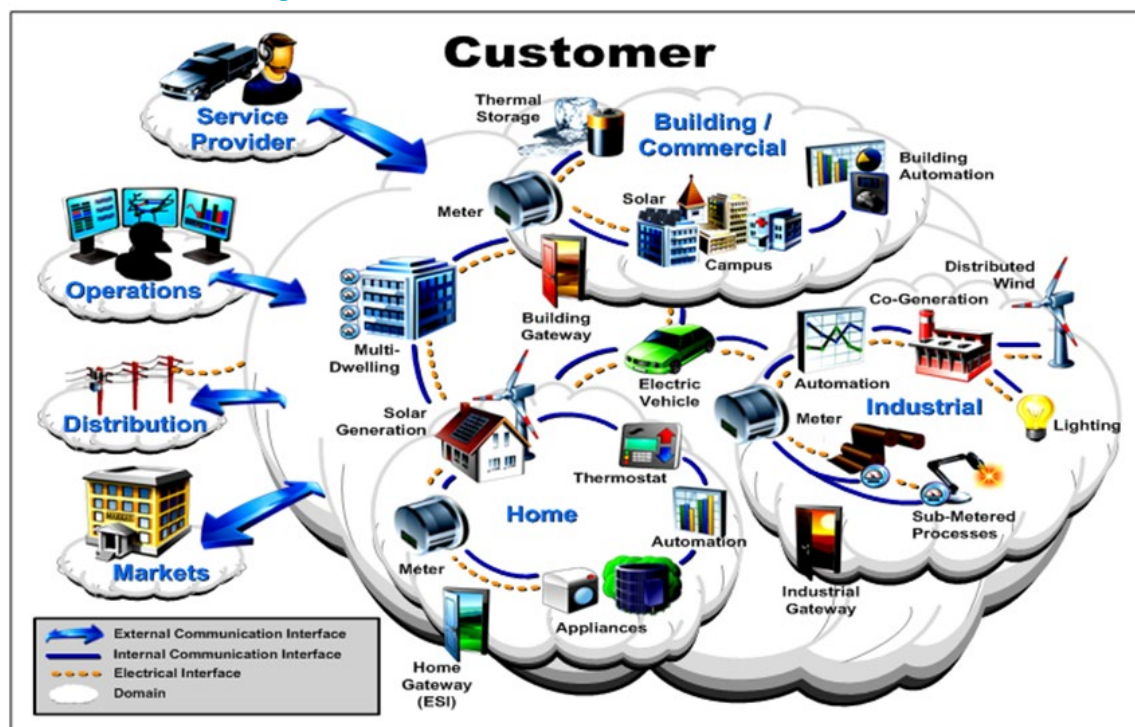 Customer
Service
Provider
Thermal
Storage
Building /
Commercial
Building
Automation
Meter
Solar
Campus
Operations
Building
Gateway
Multi-
Dwelling
Distributed
Wind
Co-Generation
Automation
Electric
Vehicle
Distribution
Solar
Generation
Meter
Industrial
Lighting
Thermostat
Home
Automation
Sub-Metered
Processes
Markets
MARKET
Meter
Appliances
Industrial
Gateway
Home
Gateway
(ESI)
External Communication Interface
Internal Communication Interface
Electrical Interface
Domain